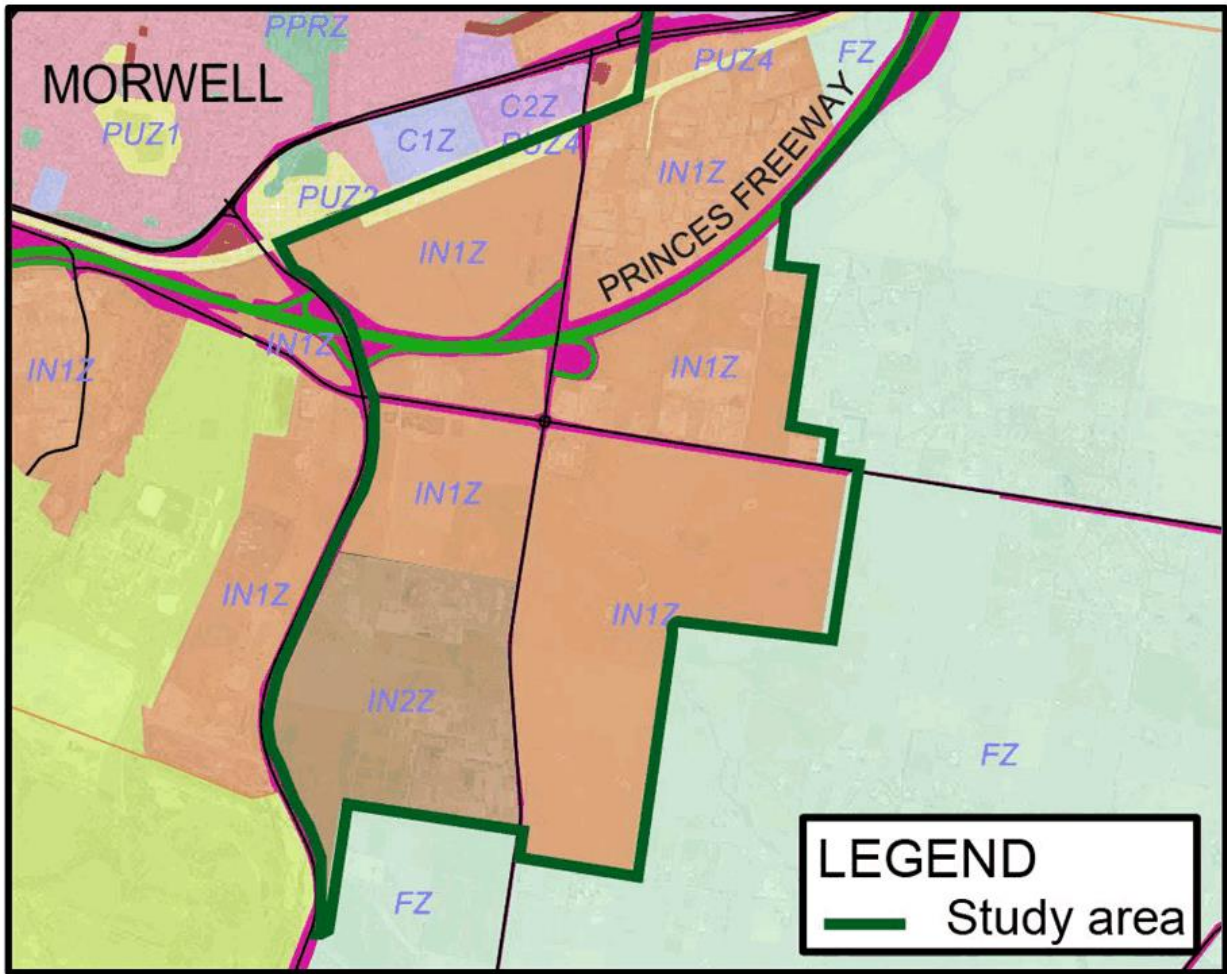 PPRZ
MORWELL
PUZ1
PUZ4
FZ
C2Z
C1Z
PUZ4
IN1Z
PUZ2
PRINCES FREEWAY
IN1Z
IN1Z
IN1Z
IN1Z
IN1Z
IN1Z
IN1Z
IN2Z
FZ
FZ
LEGEND
Study area